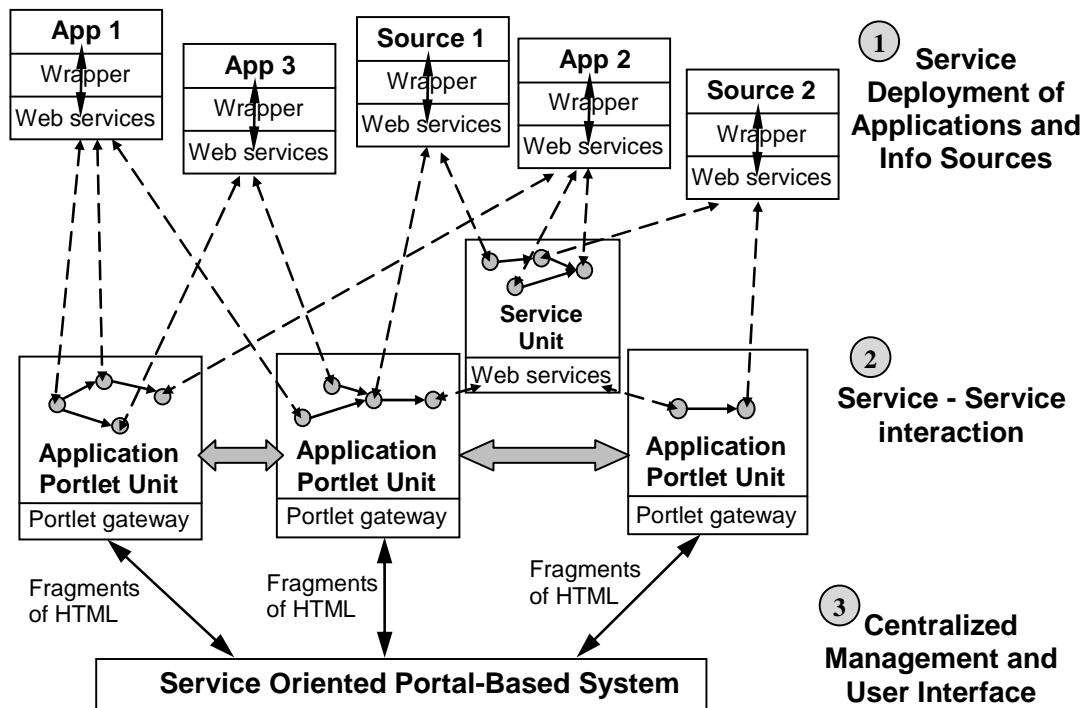 App 1
Wrapper
Web services
App 3
Wrapper
Web services
Source 1
Wrapper
Web services
App 2
Wrapper
Web services
Source 2
Wrapper
Web services
1
Service
Deployment of
Applications and
Info Sources
Service
Unit
Web services
2
Service - Service
interaction
Application
Portlet Unit
Portlet gateway
Application
Portlet Unit
Portlet gateway
Application
Portlet Unit
Portlet gateway
Fragments
of HTML
Fragments
of HTML
Fragments
of HTML
3
Centralized
Management and
User Interface
Service Oriented Portal-Based System